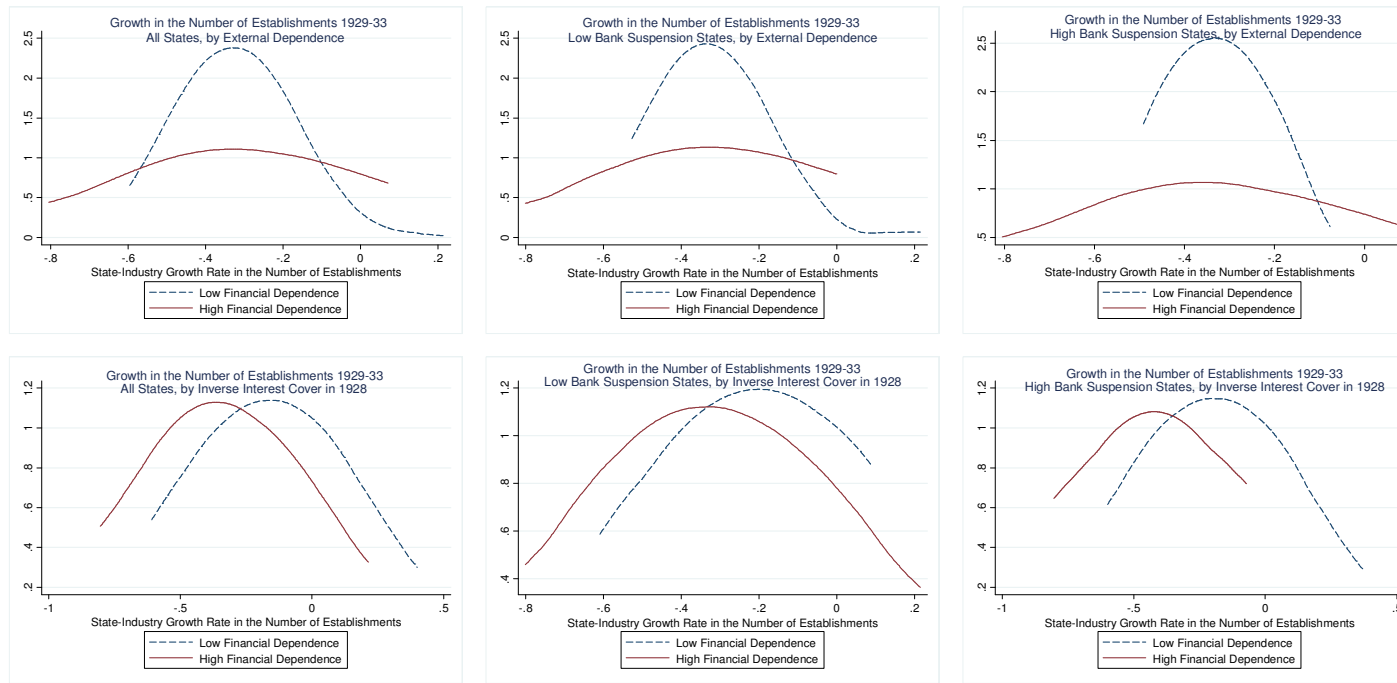 Growth in the Number of Establishments 1929-33
All States, by External Dependence
2.5
2
1.5
1
.5
0
-.8
-.6
-.4
-.2
0
.2
State-Industry Growth Rate in the Number of Establishments
Low Financial Dependence
High Financial Dependence
Growth in the Number of Establishments 1929-33
Low Bank Suspension States, by External Dependence
2.5
2
1.5
1
.5
0
-.8
-.6
-.4
-.2
0
.2
State-Industry Growth Rate in the Number of Establishments
Low Financial Dependence
High Financial Dependence
Growth in the Number of Establishments 1929-33
High Bank Suspension States, by External Dependence
2.5
2
1.5
1
.5
-.8
-.6
-.4
-.2
0
State-Industry Growth Rate in the Number of Establishments
Low Financial Dependence
High Financial Dependence
Growth in the Number of Establishments 1929-33
All States, by Inverse Interest Cover in 1928
1.2
1
.8
.6
.4
.2
-1
-.5
0
.5
State-Industry Growth Rate in the Number of Establishments
Low Financial Dependence
High Financial Dependence
Growth in the Number of Establishments 1929-33
Low Bank Suspension States, by Inverse Interest Cover in 1928
1.2
1
.8
.6
.4
-.8
-.6
-.4
-.2
0
.2
State-Industry Growth Rate in the Number of Establishments
Low Financial Dependence
High Financial Dependence
Growth in the Number of Establishments 1929-33
High Bank Suspension States, by Inverse Interest Cover in 1928
1.2
1
.8
.6
.4
.2
-1
-.5
0
.5
State-Industry Growth Rate in the Number of Establishments
Low Financial Dependence
High Financial Dependence